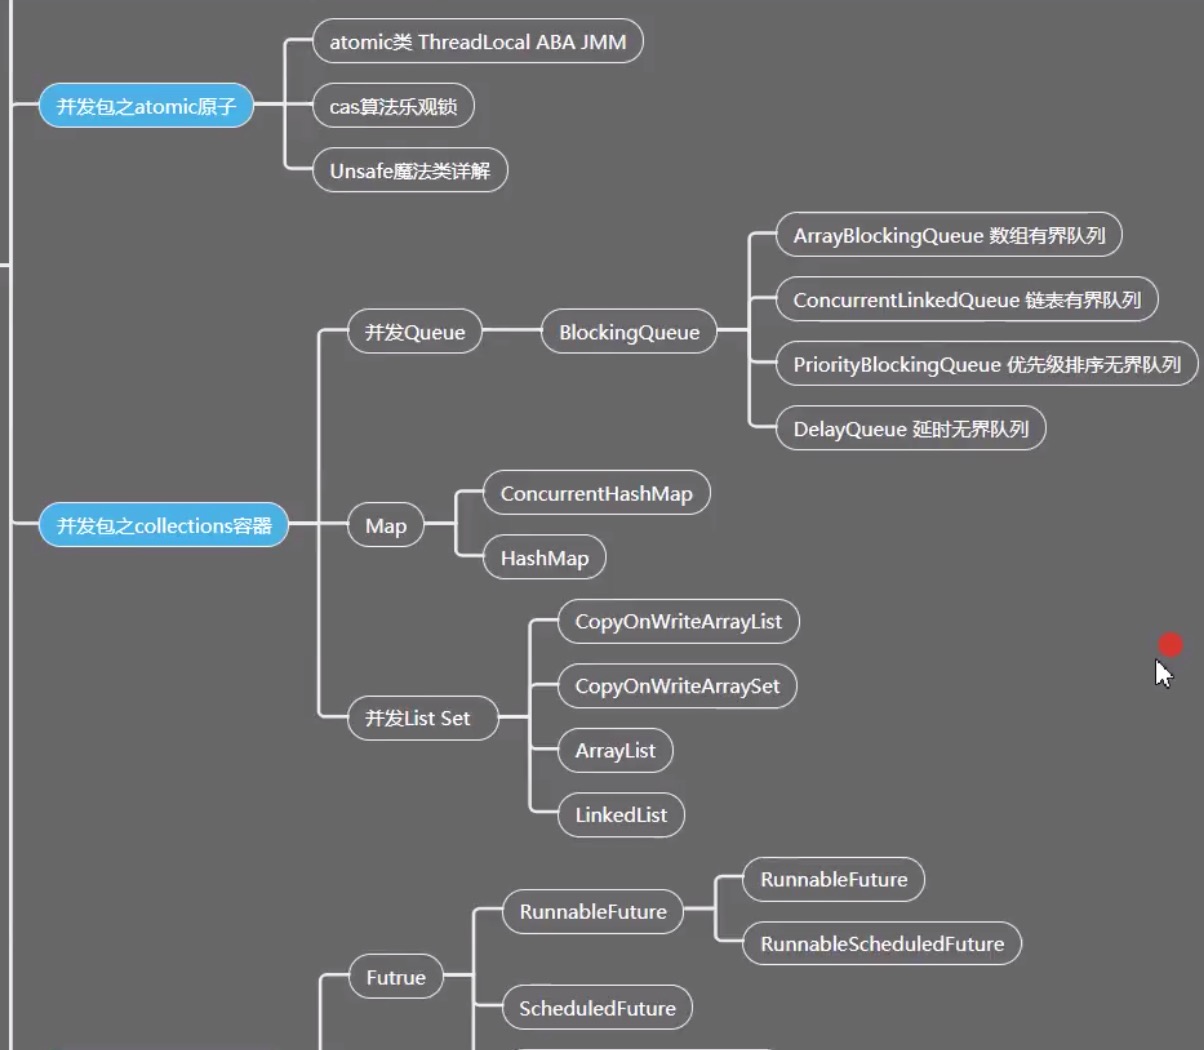 并发包之atomic原子
atomic类 ThreadLocal ABA JMM
cas算法乐观锁
Unsafe魔法类详解
并发包之collections容器
并发Queue
BlockingQueue
ArrayBlockingQueue 数组有界队列
ConcurrentLinkedQueue 链表有界队列
PriorityBlockingQueue 优先级排序无界队列
DelayQueue 延时无界队列
Map
ConcurrentHashMap
HashMap
并发List Set
CopyOnWriteArrayList
CopyOnWriteArraySet
ArrayList
LinkedList
Futrue
RunnableFuture
RunnableFuture
RunnableScheduledFuture
ScheduledFuture